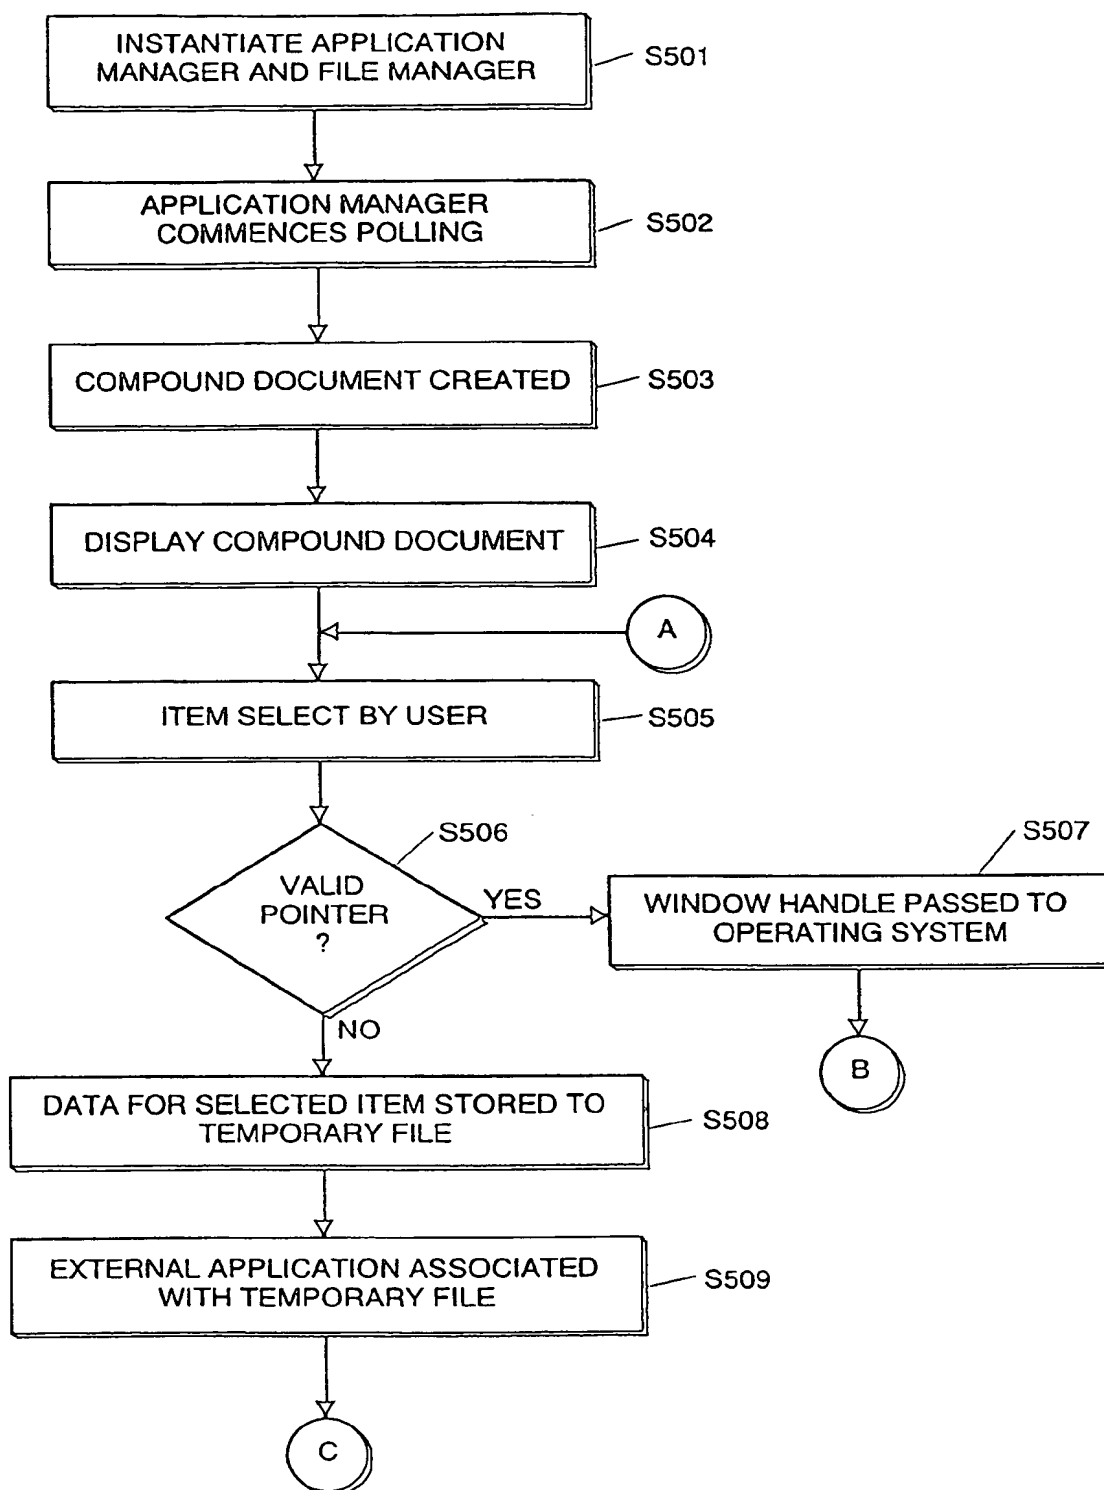 INSTANTIATE APPLICATION
MANAGER AND FILE MANAGER
S501
APPLICATION MANAGER
COMMENCES POLLING
S502
COMPOUND DOCUMENT CREATED
S503
DISPLAY COMPOUND DOCUMENT
S504
A
ITEM SELECT BY USER
S505
S506
VALID
POINTER
?
YES
S507
WINDOW HANDLE PASSED TO
OPERATING SYSTEM
B
NO
DATA FOR SELECTED ITEM STORED TO
TEMPORARY FILE
S508
EXTERNAL APPLICATION ASSOCIATED
WITH TEMPORARY FILE
S509
C